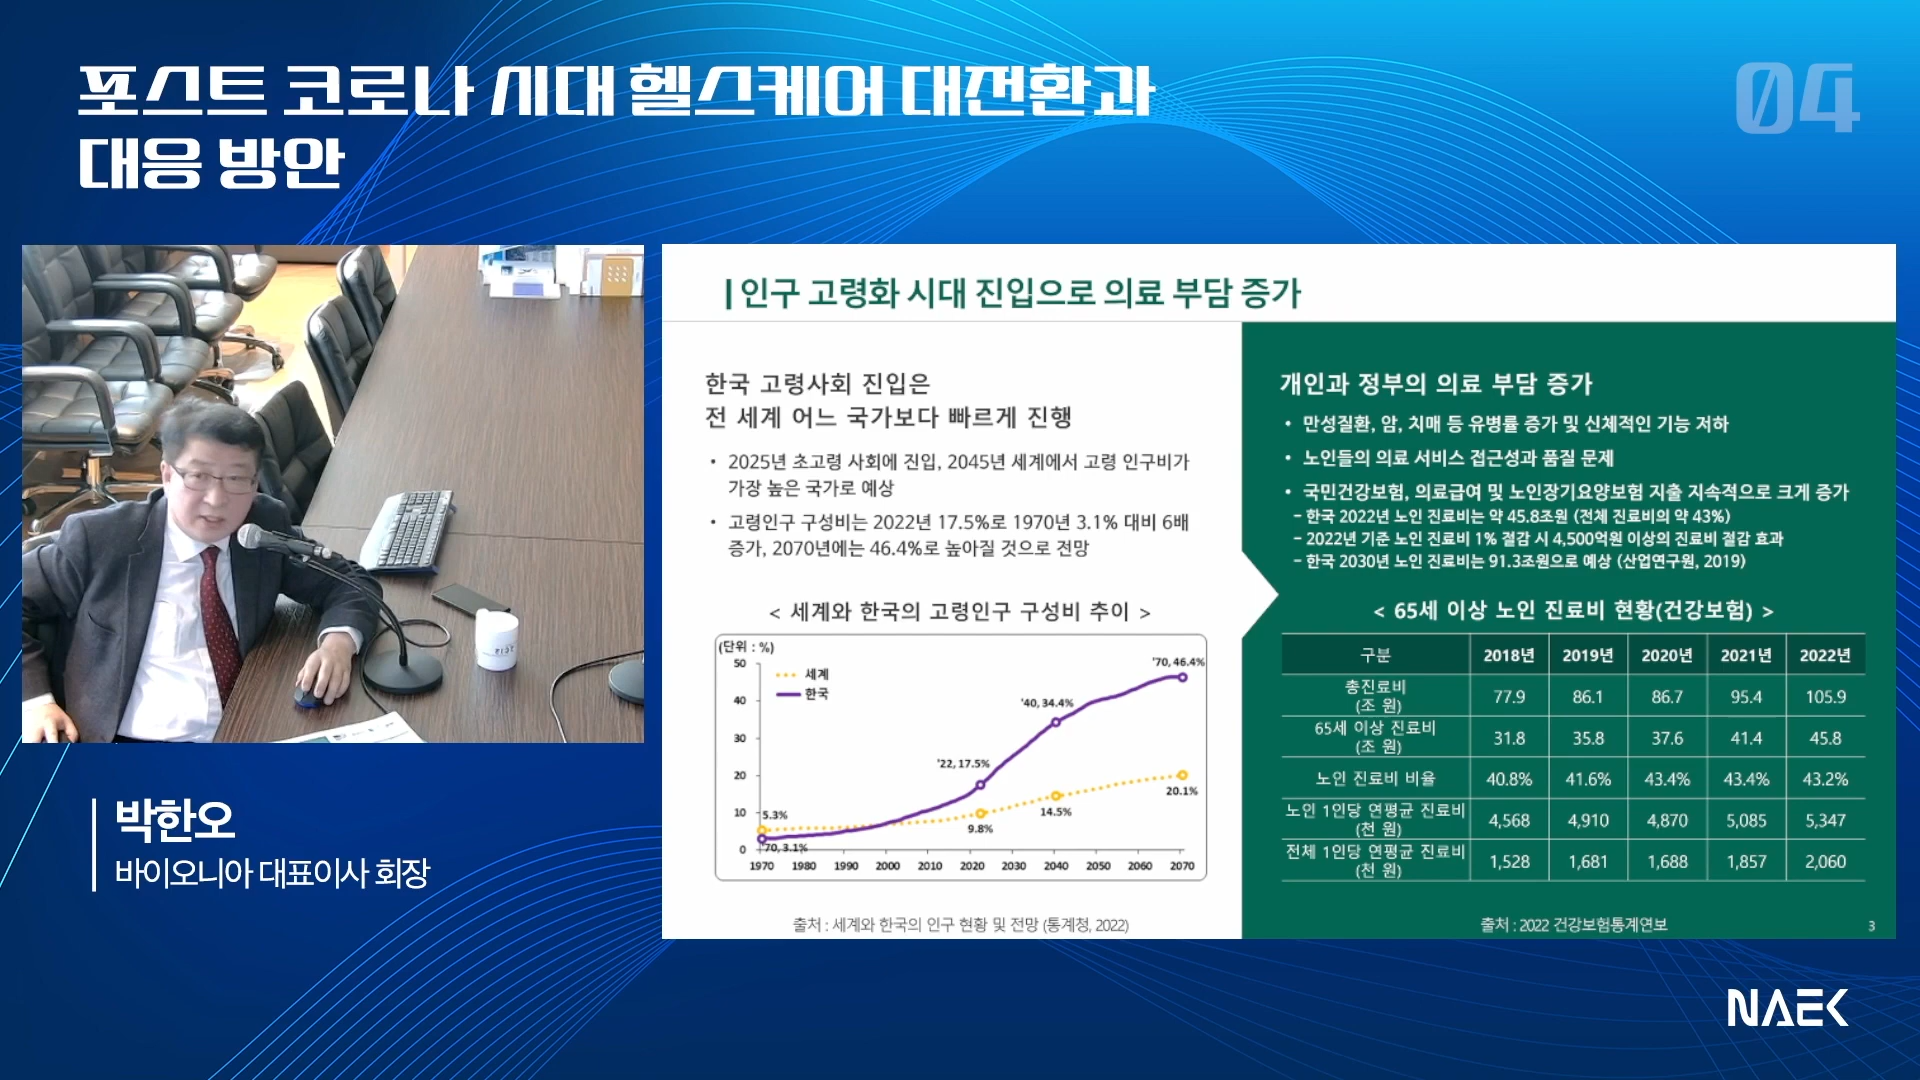 포스트 코로나 시대 헬스케어 대전환과
대응 방안
04
박한오
바이오니아 대표이사 회장
| 인구 고령화 시대 진입으로 의료 부담 증가
한국 고령사회 진입은
전 세계 어느 국가보다 빠르게 진행
• 2025년 초고령 사회에 진입, 2045년 세계에서 고령 인구비가
가장 높은 국가로 예상
• 고령인구 구성비는 2022년 17.5%로 1970년 3.1% 대비 6배
증가, 2070년에는 46.4%로 높아질 것으로 전망
< 세계와 한국의 고령인구 구성비 추이 >
(단위 : %)
50
40
30
20
10
0
세계
한국
'70, 46.4%
'40, 34.4%
'22, 17.5%
20.1%
14.5%
9.8%
5.3%
'70, 3.1%
1970 1980 1990 2000 2010 2020 2030 2040 2050 2060 2070
출처 : 세계와 한국의 인구 현황 및 전망 (통계청, 2022)
개인과 정부의 의료 부담 증가
• 만성질환, 암, 치매 등 유병률 증가 및 신체적인 기능 저하
• 노인들의 의료 서비스 접근성과 품질 문제
• 국민건강보험, 의료급여 및 노인장기요양보험 지출 지속적으로 크게 증가
– 한국 2022년 노인 진료비는 약 45.8조원 (전체 진료비의 약 43%)
– 2022년 기준 노인 진료비 1% 절감 시 4,500억원 이상의 진료비 절감 효과
– 한국 2030년 노인 진료비는 91.3조원으로 예상 (산업연구원, 2019)
< 65세 이상 노인 진료비 현황(건강보험) >
구분 2018년 2019년 2020년 2021년 2022년
총진료비
(조 원) 77.9 86.1 86.7 95.4 105.9
65세 이상 진료비
(조 원) 31.8 35.8 37.6 41.4 45.8
노인 진료비 비율 40.8% 41.6% 43.4% 43.4% 43.2%
노인 1인당 연평균 진료비
(천 원) 4,568 4,910 4,870 5,085 5,347
전체 1인당 연평균 진료비
(천 원) 1,528 1,681 1,688 1,857 2,060
출처 : 2022 건강보험통계연보
3
NAEK